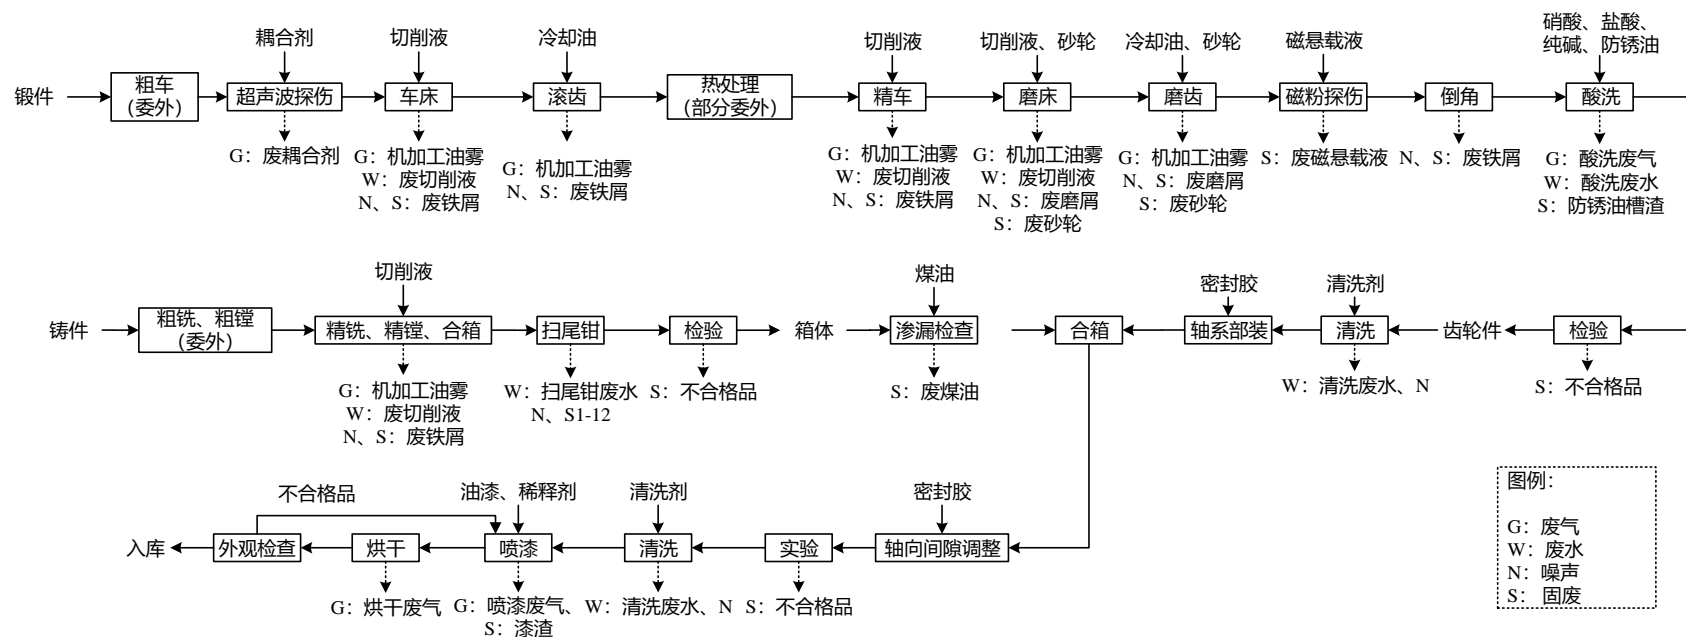 耦合剂
切削液
冷却油
切削液
切削液、砂轮
冷却油、砂轮
磁悬载液
硝酸、盐酸、
纯碱、防锈油
锻件
粗车
（委外）
超声波探伤
车床
滚齿
热处理
（部分委外）
精车
磨床
磨齿
磁粉探伤
倒角
酸洗
G：废耦合剂
G：机加工油雾
W：废切削液
N、S：废铁屑
G：机加工油雾
N、S：废铁屑
G：机加工油雾
W：废切削液
N、S：废铁屑
G：机加工油雾
W：废切削液
N、S：废磨屑
S：废砂轮
G：机加工油雾
N、S：废磨屑
S：废砂轮
S：废磁悬载液
N、S：废铁屑
G：酸洗废气
W：酸洗废水
S：防锈油槽渣
切削液
煤油
密封胶
清洗剂
铸件
粗铣、粗镗
（委外）
精铣、精镗、合箱
扫尾钳
检验
箱体
渗漏检查
合箱
轴系部装
清洗
齿轮件
检验
G：机加工油雾
W：废切削液
N、S：废铁屑
W：扫尾钳废水
N、S1-12
S：不合格品
S：废煤油
W：清洗废水、N
S：不合格品
不合格品
油漆、稀释剂
清洗剂
密封胶
入库
外观检查
烘干
喷漆
清洗
实验
轴向间隙调整
G：烘干废气
G：喷漆废气、
S：漆渣
W：清洗废水、N
S：不合格品
图例：
G：废气
W：废水
N：噪声
S：固废